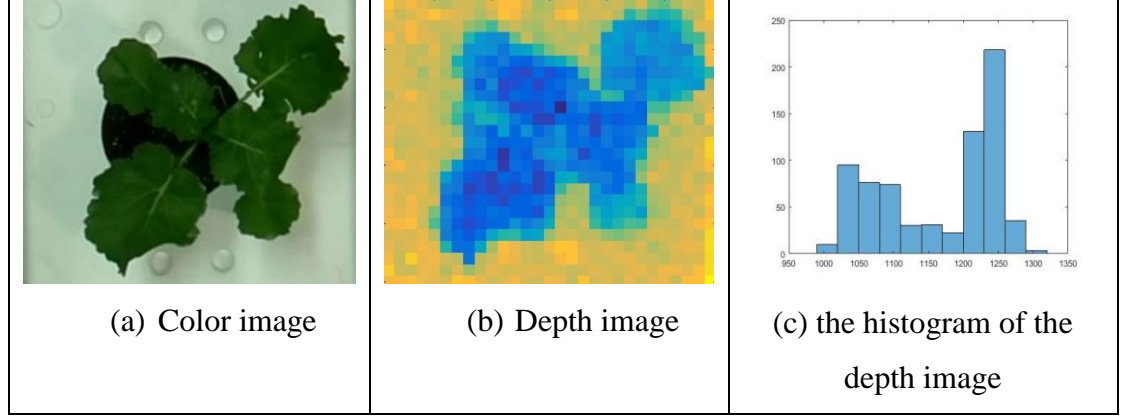 250
200
150
100
50
0
950 1000 1050 1100 1150 1200 1250 1300 1350
(a) Color image
(b) Depth image
(c) the histogram of the
depth image